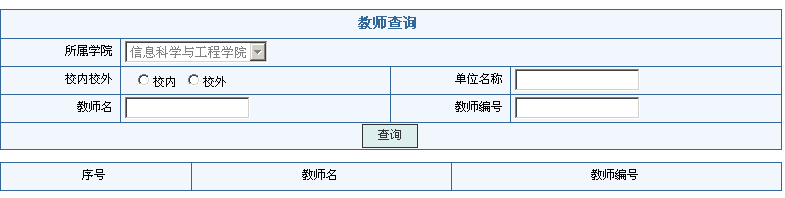 教师查询
所属学院 信息科学与工程学院
校内校外 校内 校外 单位名称
教师名 教师编号
查询
序号 教师名 教师编号